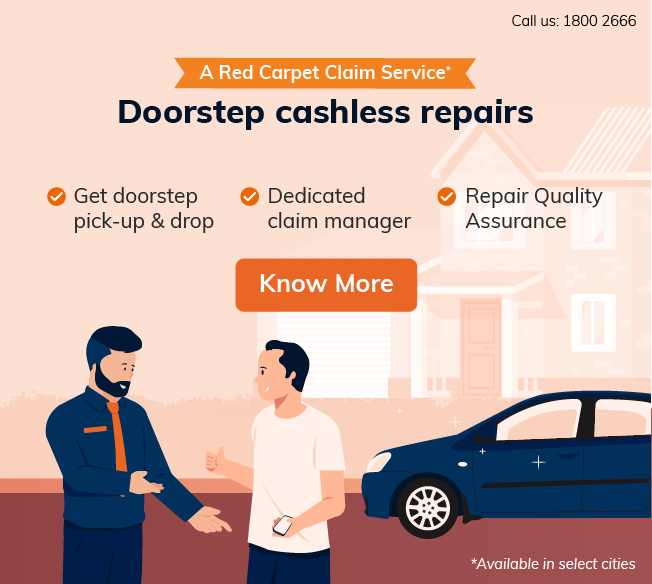 Call us: 1800 2666
A Red Carpet Claim Service*
Doorstep cashless repairs
Get doorstep
pick-up & drop
Dedicated
claim manager
Repair Quality
Assurance
Know More
*Available in select cities